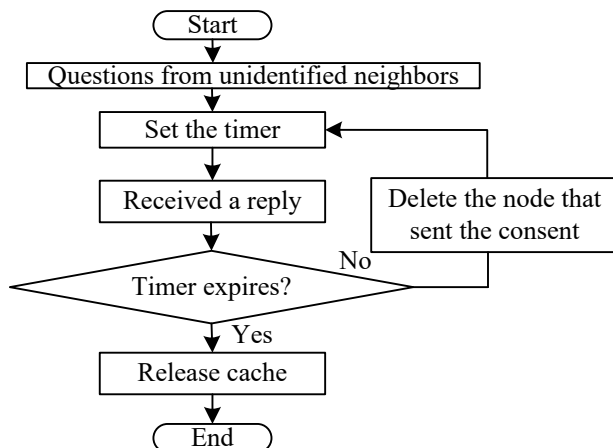 Start
Questions from unidentified neighbors
Set the timer
Received a reply
Delete the node that
sent the consent
No
Timer expires?
Yes
Release cache
End